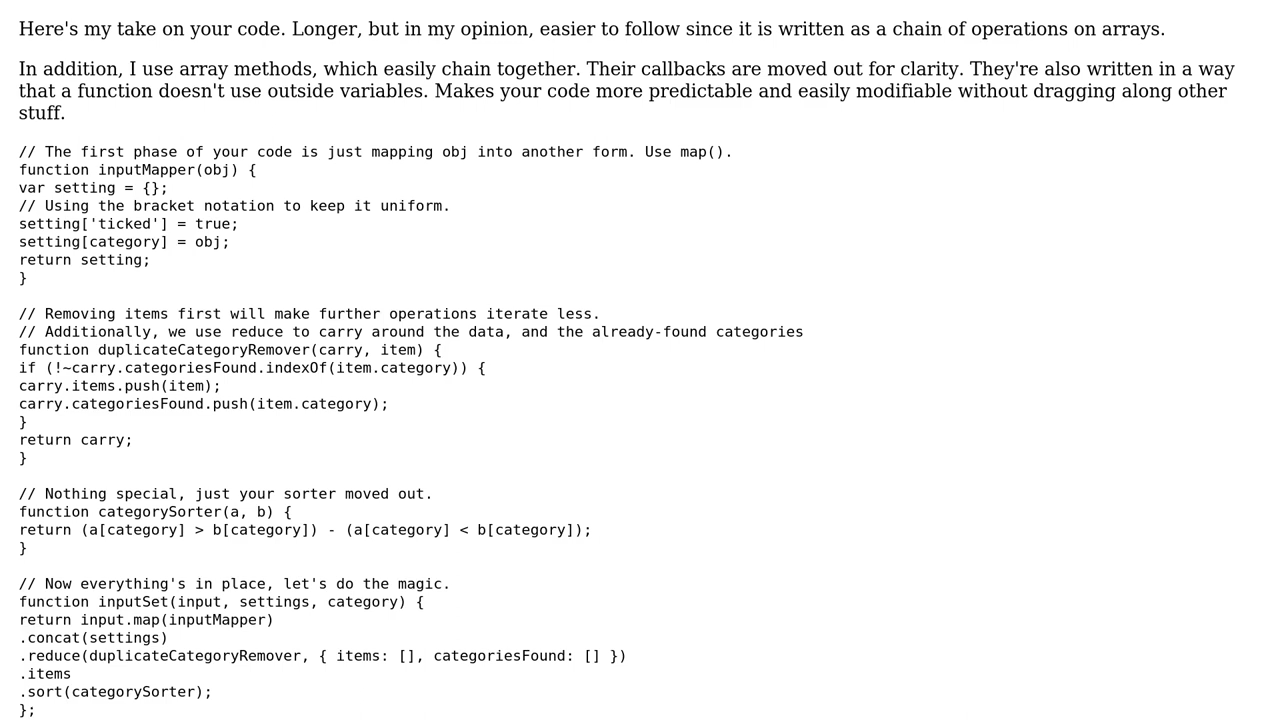 Here's my take on your code. Longer, but in my opinion, easier to follow since it is written as a chain of operations on arrays.
In addition, I use array methods, which easily chain together. Their callbacks are moved out for clarity. They're also written in a way
that a function doesn't use outside variables. Makes your code more predictable and easily modifiable without dragging along other
stuff.
// The first phase of your code is just mapping obj into another form. Use map().
function inputMapper(obj) {
var setting = {};
// Using the bracket notation to keep it uniform.
setting['ticked'] = true;
setting[category] = obj;
return setting;
}
// Removing items first will make further operations iterate less.
// Additionally, we use reduce to carry around the data, and the already-found categories
function duplicateCategoryRemover(carry, item) {
if (!~carry.categoriesFound.indexOf(item.category)) {
carry.items.push(item);
carry.categoriesFound.push(item.category);
}
return carry;
}
// Nothing special, just your sorter moved out.
function categorySorter(a, b) {
return (a[category] > b[category]) - (a[category] < b[category]);
}
// Now everything's in place, let's do the magic.
function inputSet(input, settings, category) {
return input.map(inputMapper)
.concat(settings)
.reduce(duplicateCategoryRemover, { items: [], categoriesFound: [] })
.items
.sort(categorySorter);
};